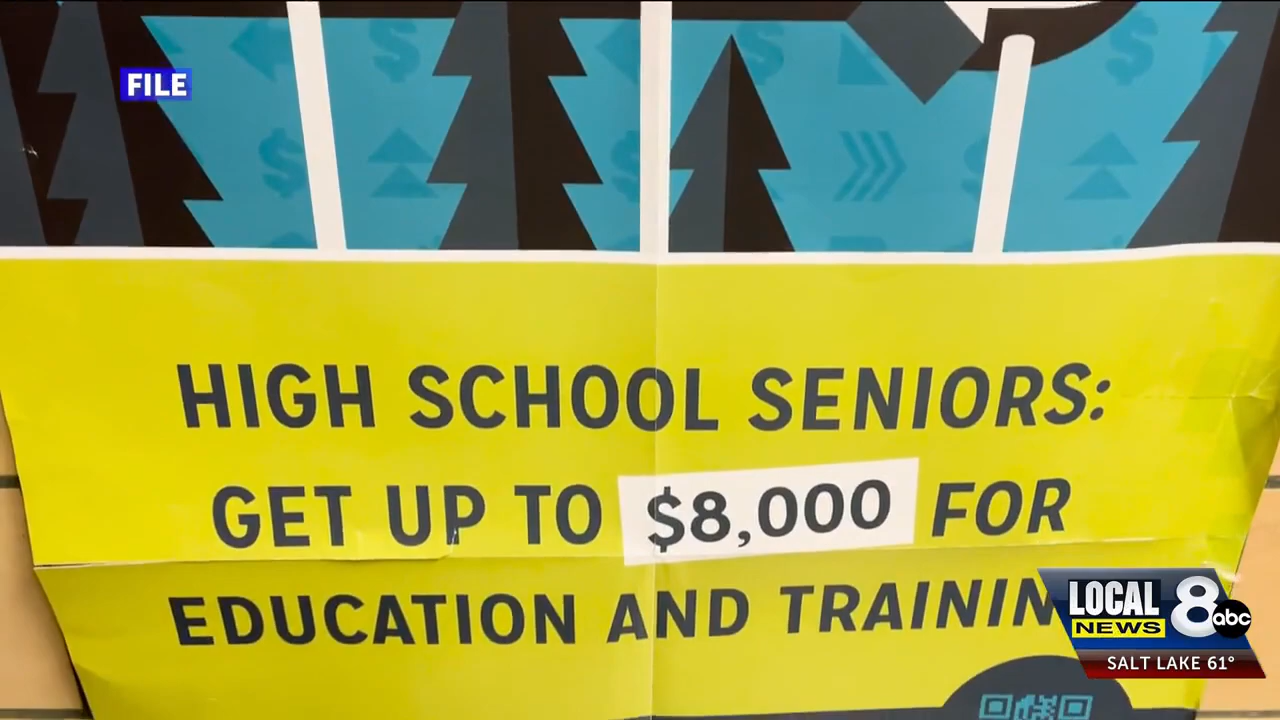 FILE
HIGH SCHOOL SENIORS:
GET UP TO $8,000 FOR
EDUCATION AND TRAININ
LOCAL
NEWS
8
abc
SALT LAKE 61°